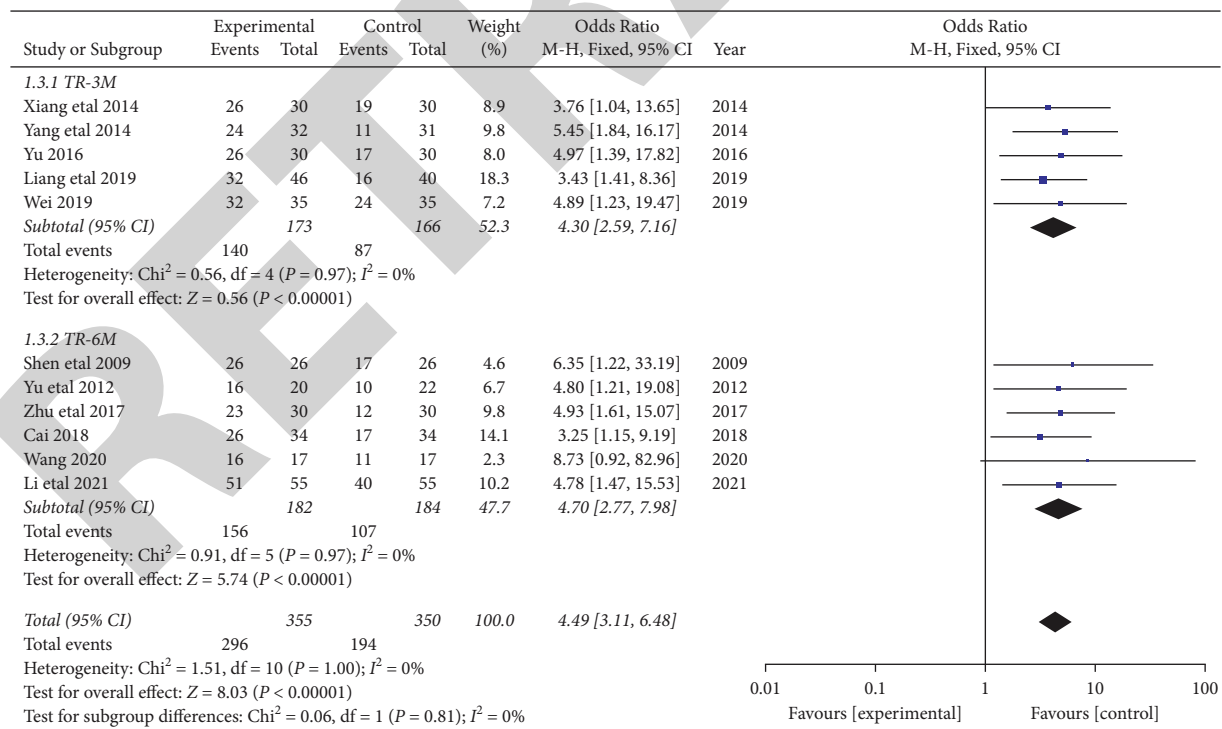 Experimental Control Weight Odds Ratio Odds Ratio
Study or Subgroup Events Total Events Total (%) M-H, Fixed, 95% CI Year M-H, Fixed, 95% CI
1.3.1 TR-3M
Xiang etal 2014 26 30 19 30 8.9 3.76 [1.04, 13.65] 2014
Yang etal 2014 24 32 11 31 9.8 5.45 [1.84, 16.17] 2014
Yu 2016 26 30 17 30 8.0 4.97 [1.39, 17.82] 2016
Liang etal 2019 32 46 16 40 18.3 3.43 [1.41, 8.36] 2019
Wei 2019 32 35 24 35 7.2 4.89 [1.23, 19.47] 2019
Subtotal (95% CI) 173 166 52.3 4.30 [2.59, 7.16]
Total events 140 87
Heterogeneity: Chi² = 0.56, df = 4 (P = 0.97); I² = 0%
Test for overall effect: Z = 0.56 (P < 0.00001)
1.3.2 TR-6M
Shen etal 2009 26 26 17 26 4.6 6.35 [1.22, 33.19] 2009
Yu etal 2012 16 20 10 22 6.7 4.80 [1.21, 19.08] 2012
Zhu etal 2017 23 30 12 30 9.8 4.93 [1.61, 15.07] 2017
Cai 2018 26 34 17 34 14.1 3.25 [1.15, 9.19] 2018
Wang 2020 16 17 11 17 2.3 8.73 [0.92, 82.96] 2020
Li etal 2021 51 55 40 55 10.2 4.78 [1.47, 15.53] 2021
Subtotal (95% CI) 182 184 47.7 4.70 [2.77, 7.98]
Total events 156 107
Heterogeneity: Chi² = 0.91, df = 5 (P = 0.97); I² = 0%
Test for overall effect: Z = 5.74 (P < 0.00001)
Total (95% CI) 355 350 100.0 4.49 [3.11, 6.48]
Total events 296 194
Heterogeneity: Chi² = 1.51, df = 10 (P = 1.00); I² = 0%
Test for overall effect: Z = 8.03 (P < 0.00001)
Test for subgroup differences: Chi² = 0.06, df = 1 (P = 0.81); I² = 0%
0.01 0.1 1 10 100
Favours [experimental] Favours [control]